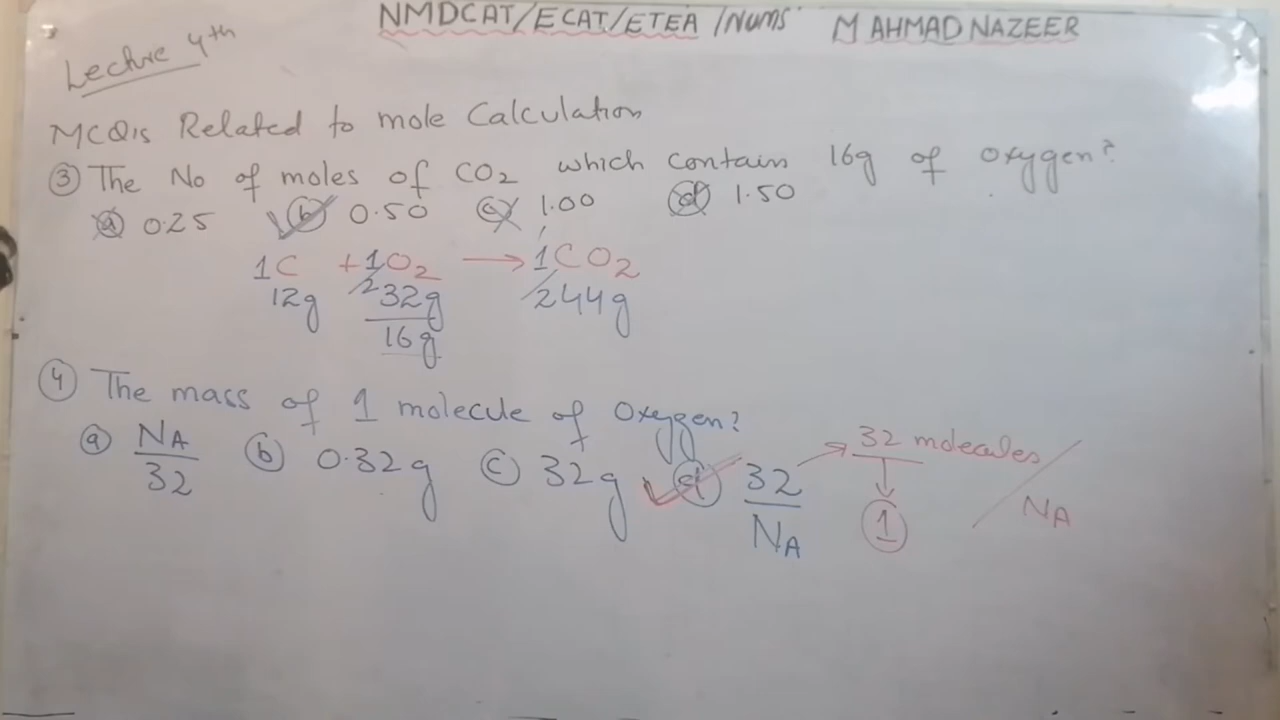 NMDCAT/ECAT/ETEA/Nums M AHMAD NAZEER
Lecture 4th
MCQ,s Related to mole Calculation
③ The No of moles of CO2 which contain 16g of oxygen?
ⓐ 0.25 ⓑ 0.50 ⓒ 1.00 ⓓ 1.50
1C + 1O2 → 1CO2
12g 2 32g 2 44g
16g
④ The mass of 1 molecule of Oxygen?
ⓐ NA/32 ⓑ 0.32g ⓒ 32g ⓓ 32/NA
32 molecules / NA
1